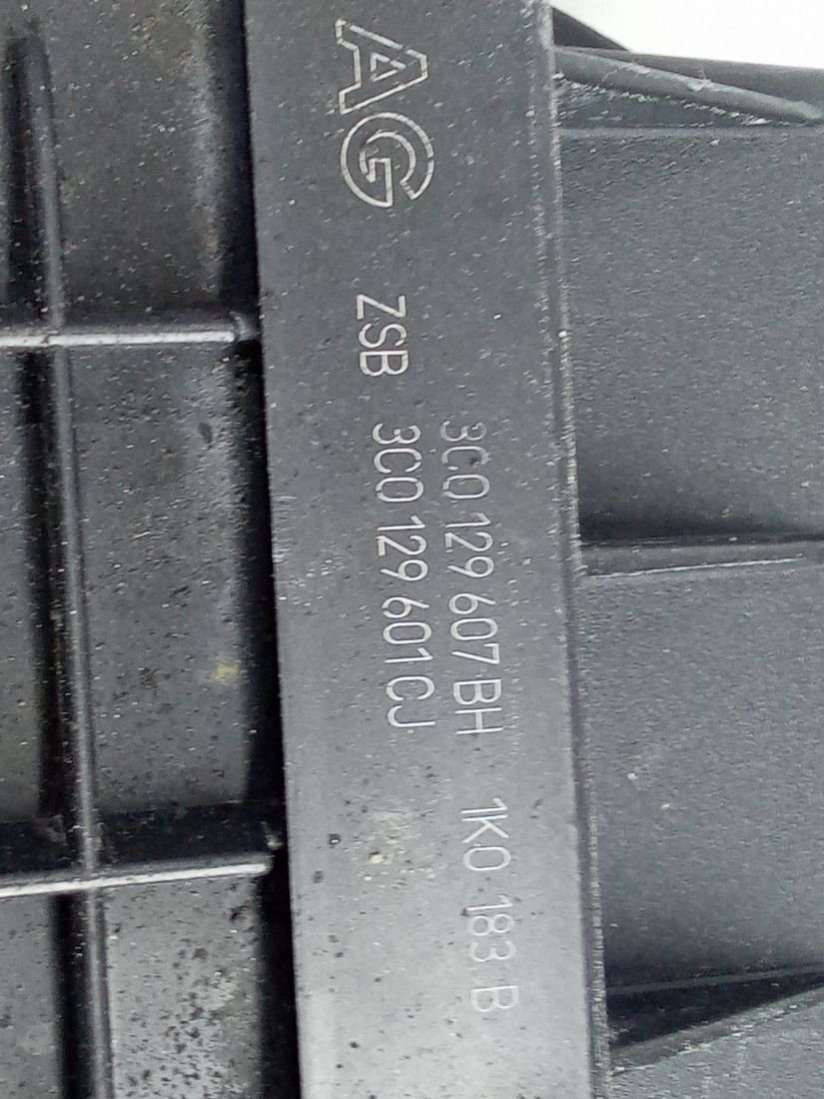 3C0 129 607 BH 1K0 183 B
AG ZSB 3C0 129 601 CJ